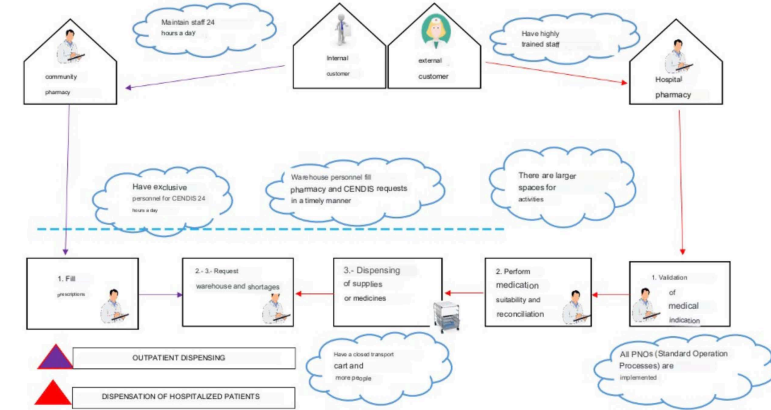 Maintain staff 24
hours a day
Internal
customer
external
customer
Have highly
trained staff
community
pharmacy
Hospital
pharmacy
Have exclusive
personnel for CENDIS 24
hours a day
Warehouse personnel fill
pharmacy and CENDIS requests
in a timely manner
There are larger
spaces for
activities
1. Fill
prescriptions
2.- 3.- Request
warehouse and shortages
3.- Dispensing
of supplies
or medicines
2. Perform
medication
suitability and
reconciliation
1. Validation
of
medical
indication
OUTPATIENT DISPENSING
DISPENSATION OF HOSPITALIZED PATIENTS
Have a closed transport
cart and
more people
All PNOs (Standard Operation
Processes) are
implemented